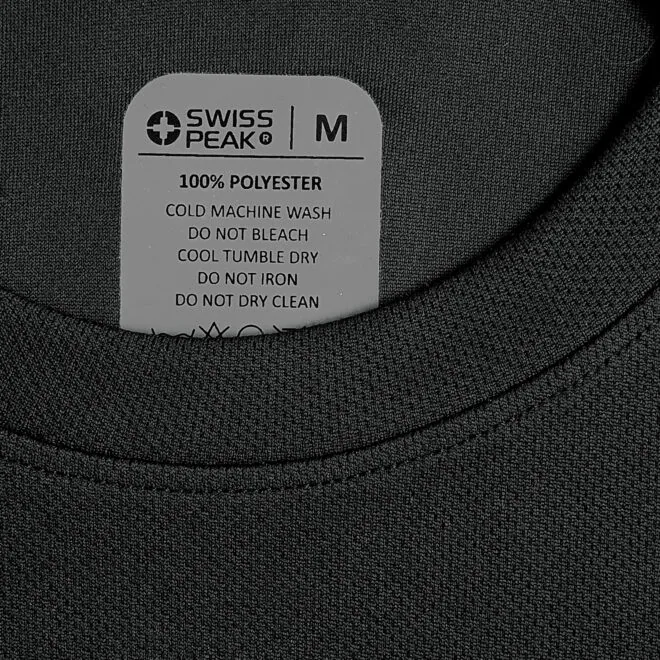 SWISS
PEAK® | M
100% POLYESTER
COLD MACHINE WASH
DO NOT BLEACH
COOL TUMBLE DRY
DO NOT IRON
DO NOT DRY CLEAN